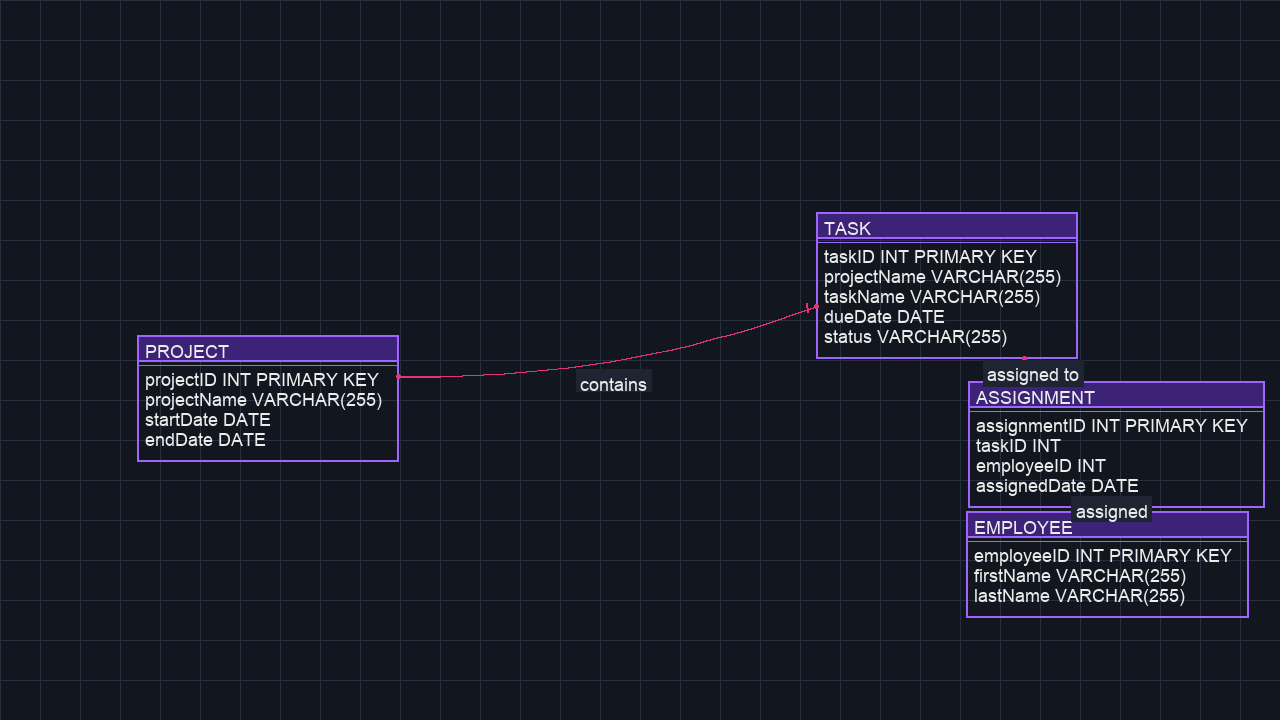 TASK
taskID INT PRIMARY KEY
projectName VARCHAR(255)
taskName VARCHAR(255)
dueDate DATE
status VARCHAR(255)
PROJECT
projectID INT PRIMARY KEY
projectName VARCHAR(255)
startDate DATE
endDate DATE
contains
assigned to
ASSIGNMENT
assignmentID INT PRIMARY KEY
taskID INT
employeeID INT
assignedDate DATE
assigned
EMPLOYEE
employeeID INT PRIMARY KEY
firstName VARCHAR(255)
lastName VARCHAR(255)